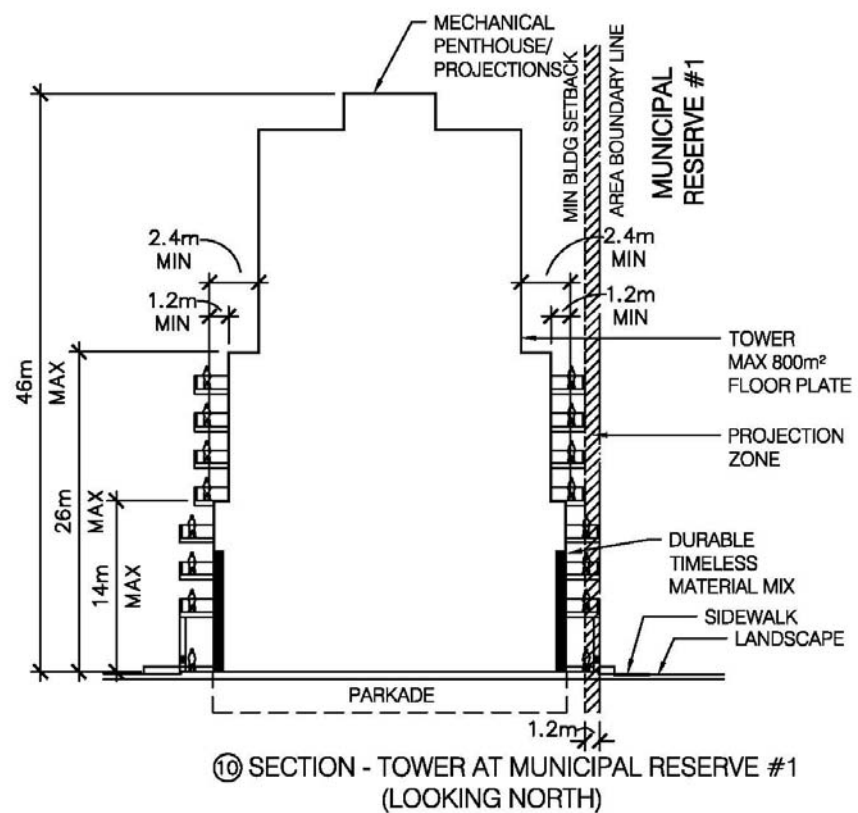 MECHANICAL
PENTHOUSE/
PROJECTIONS
MIN BLDG SETBACK
AREA BOUNDARY LINE
MUNICIPAL
RESERVE #1
2.4m
MIN
2.4m
MIN
1.2m
MIN
1.2m
MIN
46m
MAX
26m
MAX
14m
MAX
TOWER
MAX 800m²
FLOOR PLATE
PROJECTION
ZONE
DURABLE
TIMELESS
MATERIAL MIX
SIDEWALK
LANDSCAPE
PARKADE
1.2m
10 SECTION - TOWER AT MUNICIPAL RESERVE #1
(LOOKING NORTH)